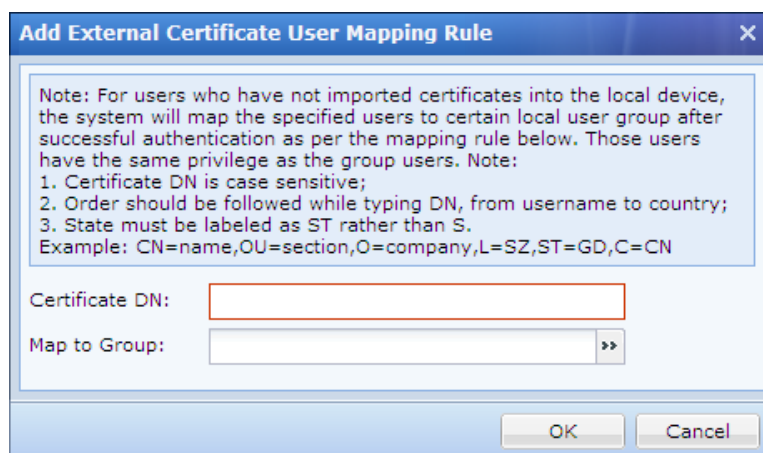 Add External Certificate User Mapping Rule
Note: For users who have not imported certificates into the local device,
the system will map the specified users to certain local user group after
successful authentication as per the mapping rule below. Those users
have the same privilege as the group users. Note:
1. Certificate DN is case sensitive;
2. Order should be followed while typing DN, from username to country;
3. State must be labeled as ST rather than S.
Example: CN=name,OU=section,O=company,L=SZ,ST=GD,C=CN
Certificate DN:
Map to Group:
OK Cancel